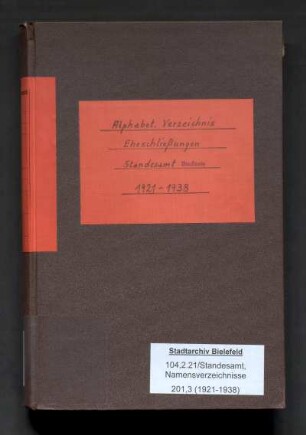 Alphabet. Verzeichnis
Eheschließungen
Standesamt
1921 - 1938
Stadtarchiv Bielefeld
104,2.21/Standesamt,
Namensverzeichnisse
201,3 (1921-1938)